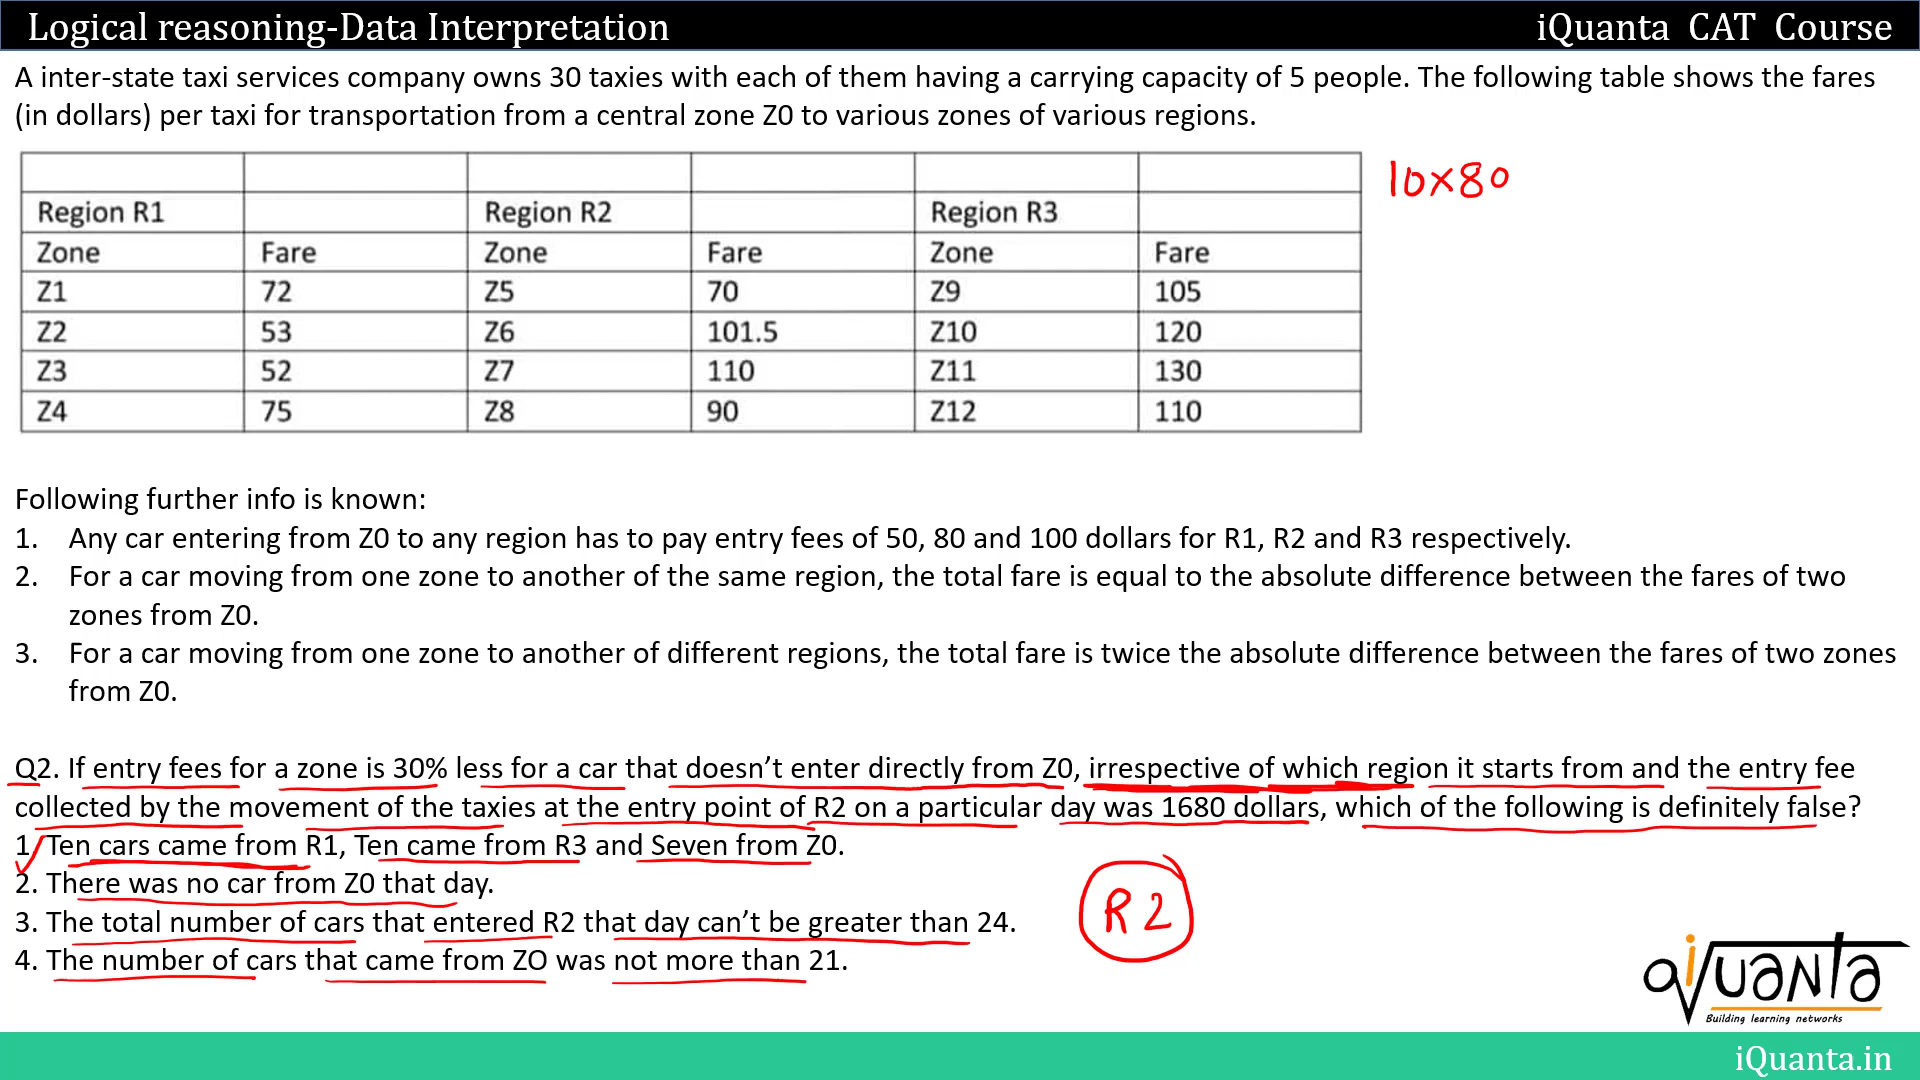 Logical reasoning-Data Interpretation
iQuanta CAT Course
A inter-state taxi services company owns 30 taxies with each of them having a carrying capacity of 5 people. The following table shows the fares
(in dollars) per taxi for transportation from a central zone Z0 to various zones of various regions.
10×80
Region R1 Region R2 Region R3
Zone Fare Zone Fare Zone Fare
Z1 72 Z5 70 Z9 105
Z2 53 Z6 101.5 Z10 120
Z3 52 Z7 110 Z11 130
Z4 75 Z8 90 Z12 110
Following further info is known:
1. Any car entering from Z0 to any region has to pay entry fees of 50, 80 and 100 dollars for R1, R2 and R3 respectively.
2. For a car moving from one zone to another of the same region, the total fare is equal to the absolute difference between the fares of two
zones from Z0.
3. For a car moving from one zone to another of different regions, the total fare is twice the absolute difference between the fares of two zones
from Z0.
Q2. If entry fees for a zone is 30% less for a car that doesn't enter directly from Z0, irrespective of which region it starts from and the entry fee
collected by the movement of the taxies at the entry point of R2 on a particular day was 1680 dollars, which of the following is definitely false?
1. Ten cars came from R1, Ten came from R3 and Seven from Z0.
2. There was no car from Z0 that day.
3. The total number of cars that entered R2 that day can't be greater than 24.
4. The number of cars that came from ZO was not more than 21.
R2
iQuanta
Building learning networks
iQuanta.in